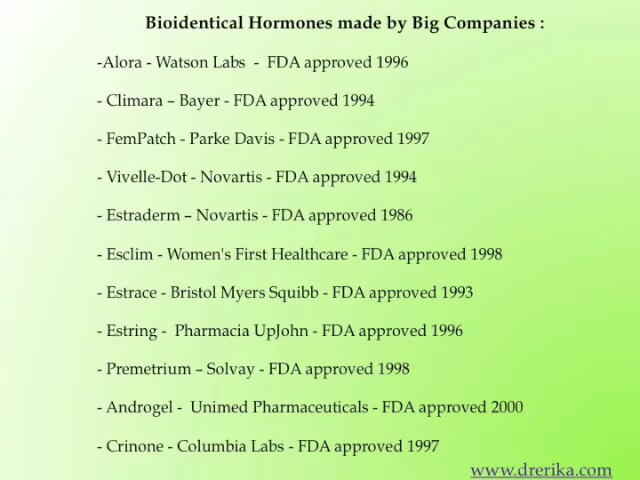 Bioidentical Hormones made by Big Companies :
-Alora - Watson Labs  -  FDA approved 1996
- Climara – Bayer - FDA approved 1994
- FemPatch - Parke Davis - FDA approved 1997
- Vivelle-Dot - Novartis - FDA approved 1994
- Estraderm – Novartis - FDA approved 1986
- Esclim - Women's First Healthcare - FDA approved 1998
- Estrace - Bristol Myers Squibb - FDA approved 1993
- Estring -  Pharmacia UpJohn - FDA approved 1996
- Premetrium – Solvay - FDA approved 1998
- Androgel -  Unimed Pharmaceuticals - FDA approved 2000
- Crinone - Columbia Labs - FDA approved 1997
www.drerika.com